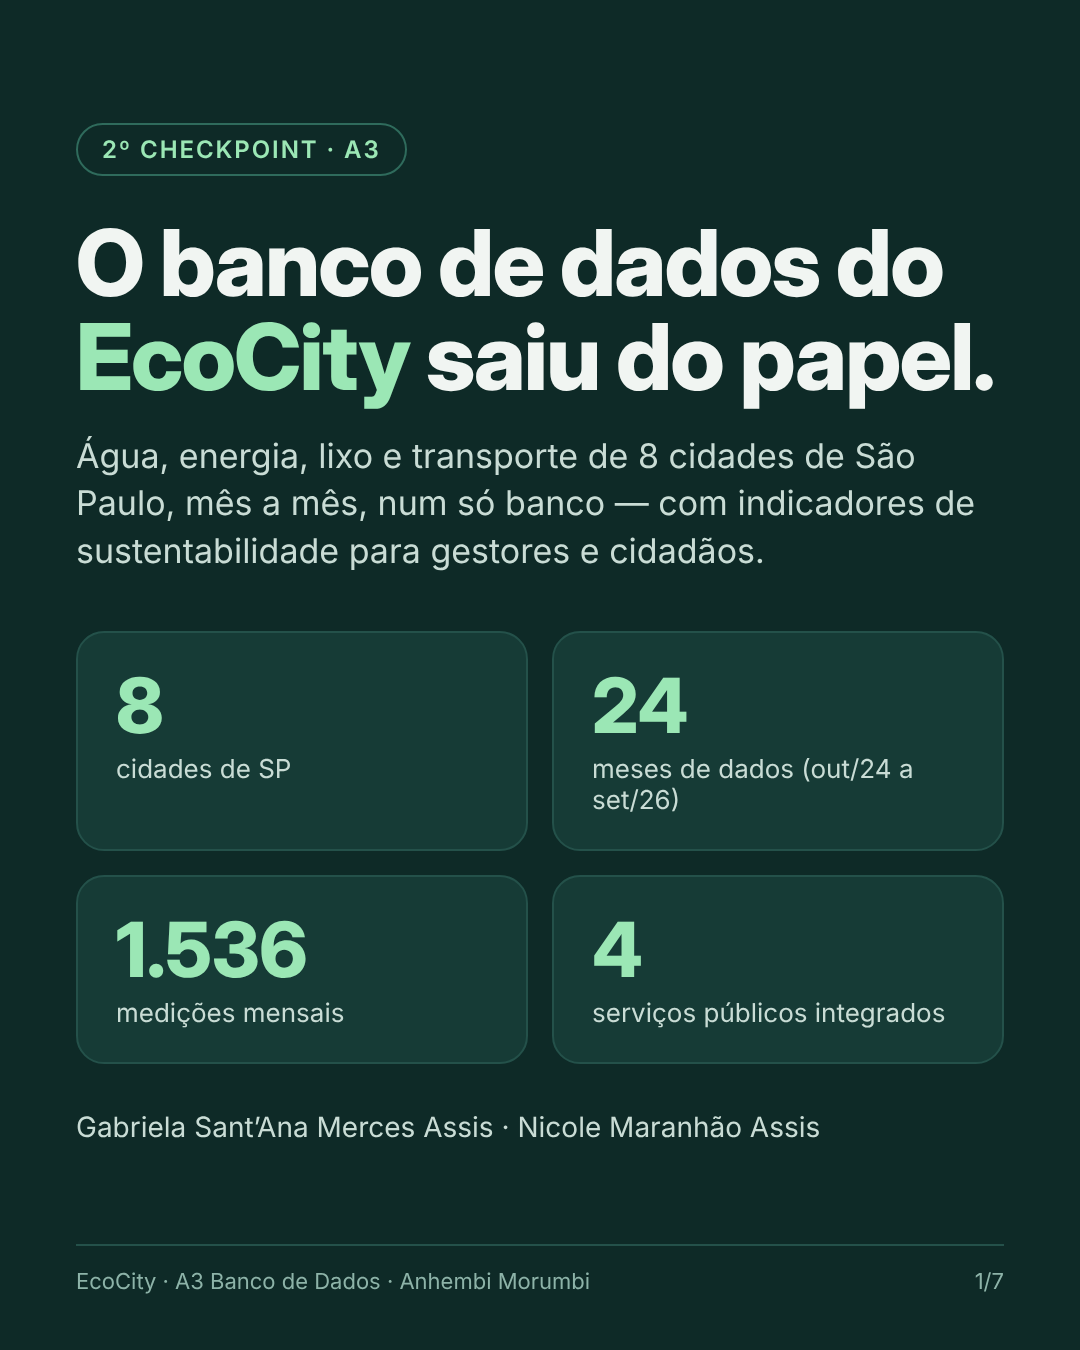 2º CHECKPOINT · A3
O banco de dados do
EcoCity saiu do papel.
Água, energia, lixo e transporte de 8 cidades de São
Paulo, mês a mês, num só banco — com indicadores de
sustentabilidade para gestores e cidadãos.
8
cidades de SP
24
meses de dados (out/24 a
set/26)
1.536
medições mensais
4
serviços públicos integrados
Gabriela Sant’Ana Merces Assis · Nicole Maranhão Assis
EcoCity · A3 Banco de Dados · Anhembi Morumbi
1/7